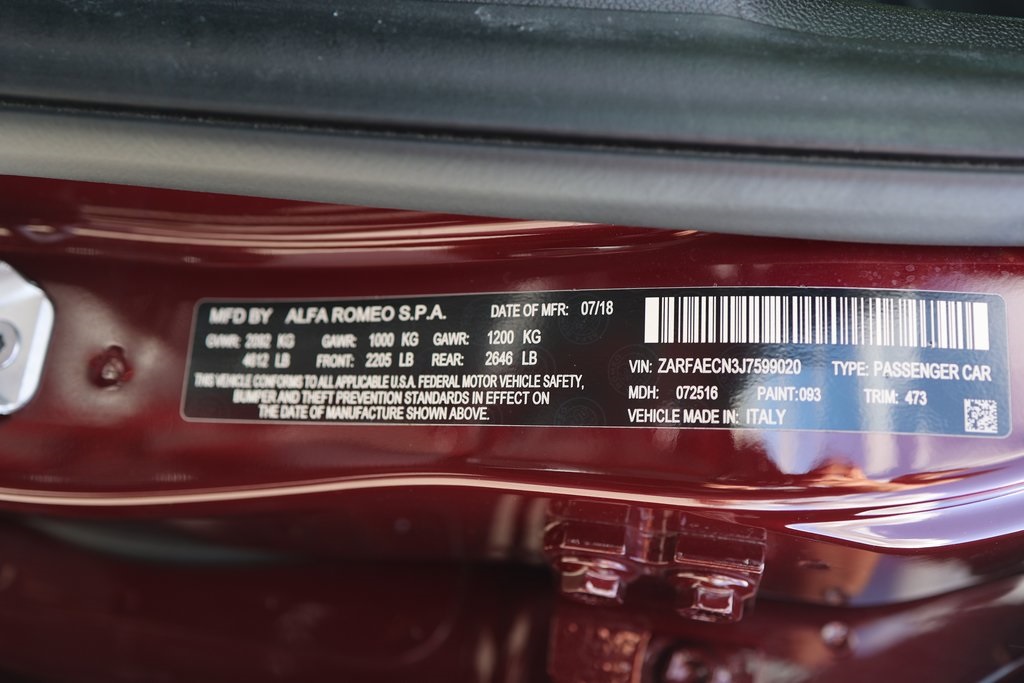 MFD BY ALFA ROMEO S.P.A. DATE OF MFR: 07/18
GVWR: 2082 KG GAWR: 1000 KG GAWR: 1200 KG
4612 LB FRONT: 2205 LB REAR: 2646 LB
THIS VEHICLE CONFORMS TO ALL APPLICABLE U.S.A. FEDERAL MOTOR VEHICLE SAFETY,
BUMPER AND THEFT PREVENTION STANDARDS IN EFFECT ON
THE DATE OF MANUFACTURE SHOWN ABOVE.
VIN: ZARFAECN3J7599020 TYPE: PASSENGER CAR
MDH: 072516 PAINT: 093 TRIM: 473
VEHICLE MADE IN: ITALY